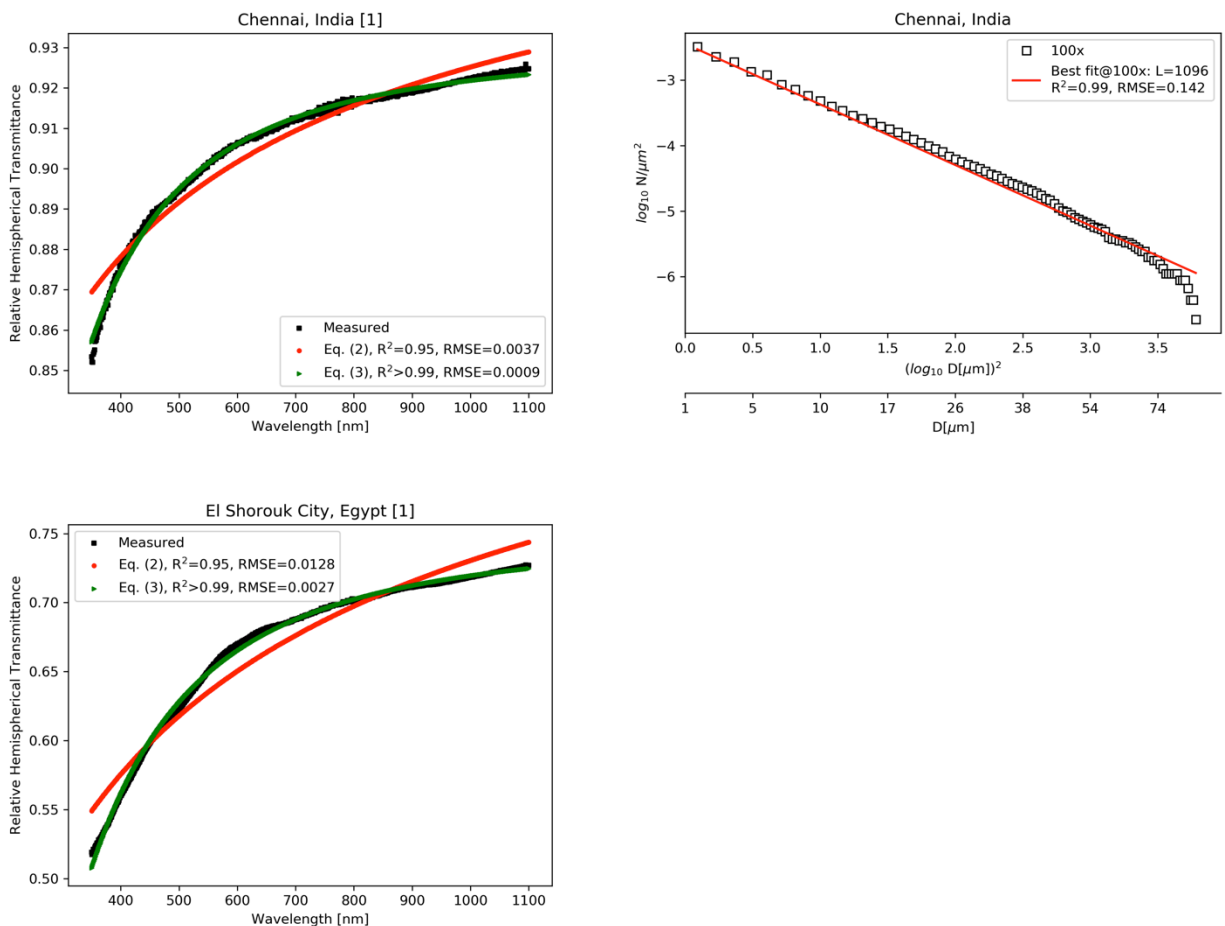 Chennai, India [1]
0.93
0.92
0.91
0.90
0.89
0.88
0.87
0.86
0.85
Relative Hemispherical Transmittance
Measured
Eq. (2), R²=0.95, RMSE=0.0037
Eq. (3), R²>0.99, RMSE=0.0009
400 500 600 700 800 900 1000 1100
Wavelength [nm]
Chennai, India
−3
−4
−5
−6
log₁₀ N/μm²
100x
Best fit@100x: L=1096
R²=0.99, RMSE=0.142
0.0 0.5 1.0 1.5 2.0 2.5 3.0 3.5
(log₁₀ D[μm])²
1 5 10 17 26 38 54 74
D[μm]
El Shorouk City, Egypt [1]
0.75
0.70
0.65
0.60
0.55
0.50
Relative Hemispherical Transmittance
Measured
Eq. (2), R²=0.95, RMSE=0.0128
Eq. (3), R²>0.99, RMSE=0.0027
400 500 600 700 800 900 1000 1100
Wavelength [nm]